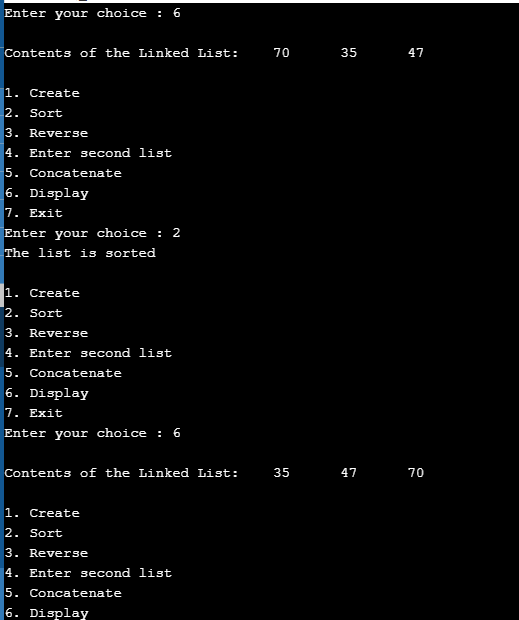 Enter your choice : 6
Contents of the Linked List: 70 35 47
1. Create
2. Sort
3. Reverse
4. Enter second list
5. Concatenate
6. Display
7. Exit
Enter your choice : 2
The list is sorted
1. Create
2. Sort
3. Reverse
4. Enter second list
5. Concatenate
6. Display
7. Exit
Enter your choice : 6
Contents of the Linked List: 35 47 70
1. Create
2. Sort
3. Reverse
4. Enter second list
5. Concatenate
6. Display